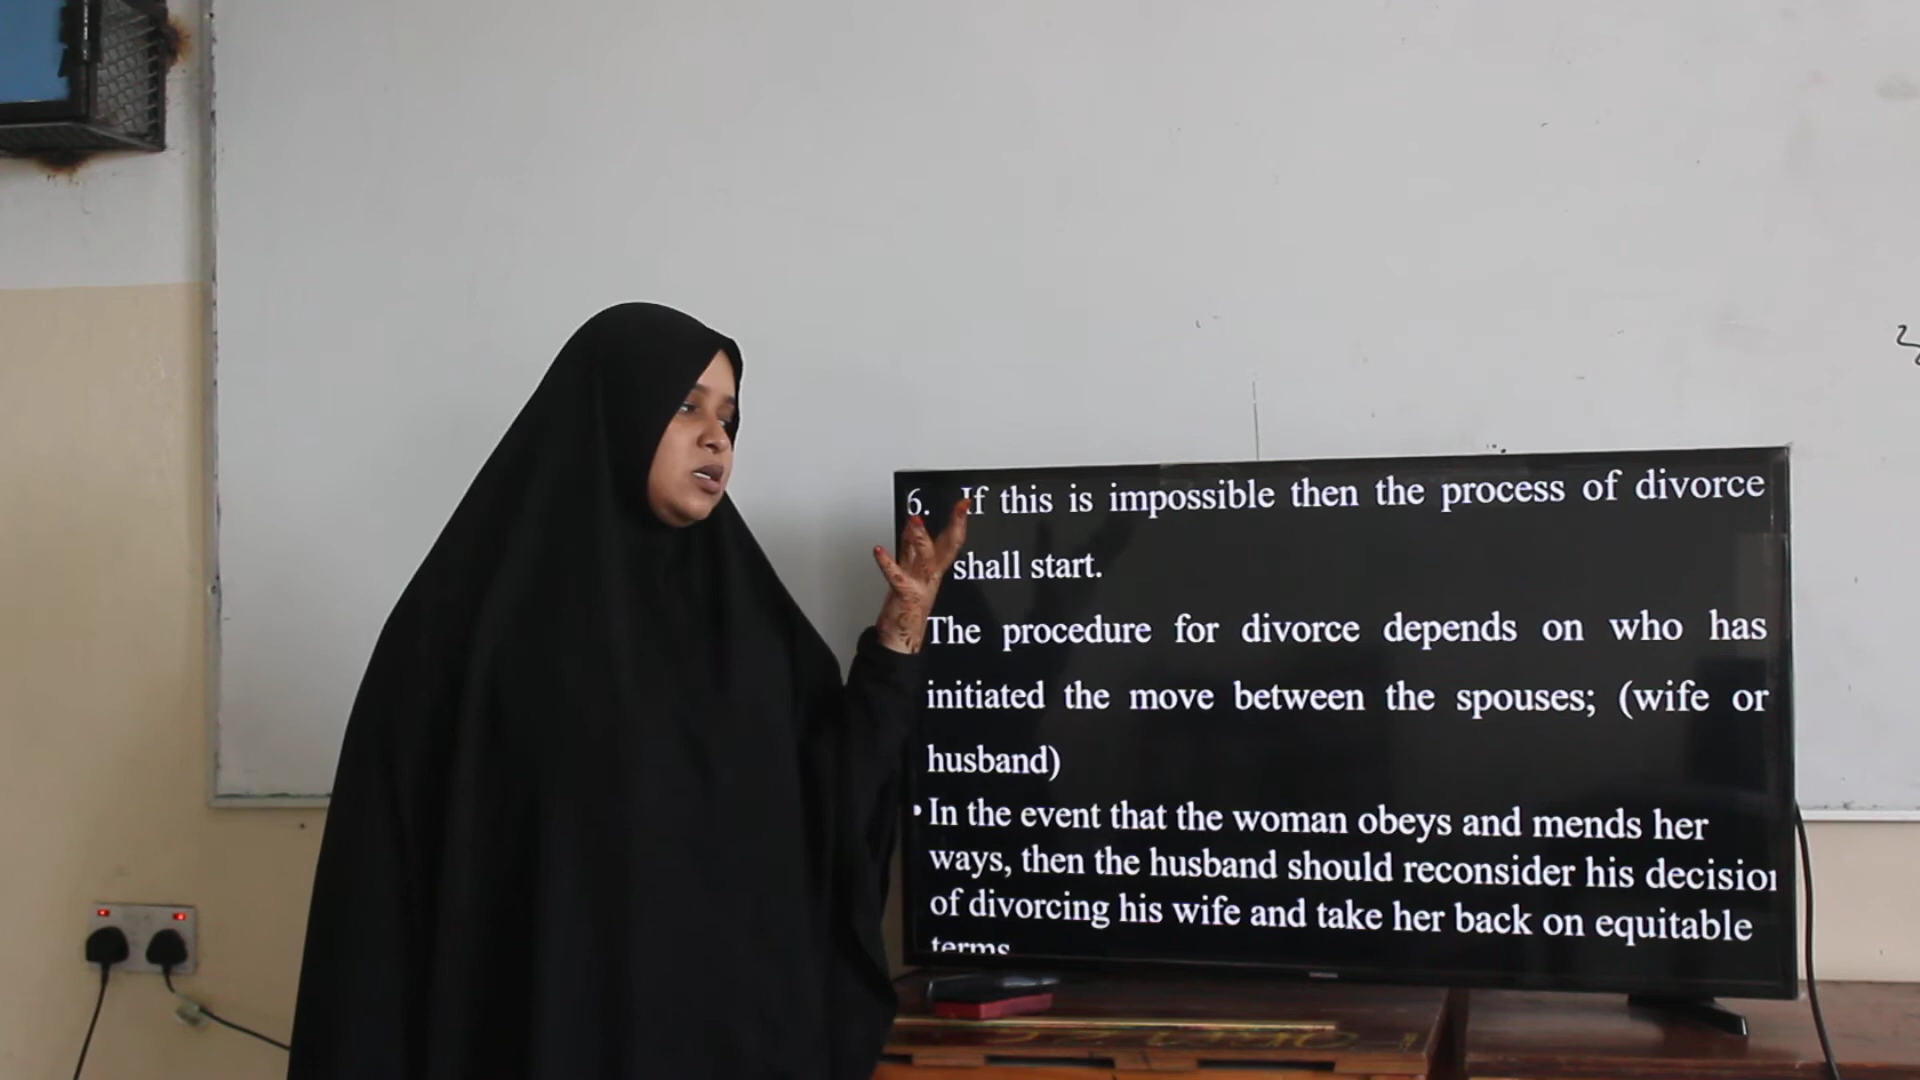 6. If this is impossible then the process of divorce
shall start.
The procedure for divorce depends on who has
initiated the move between the spouses; (wife or
husband)
• In the event that the woman obeys and mends her
ways, then the husband should reconsider his decision
of divorcing his wife and take her back on equitable
terms